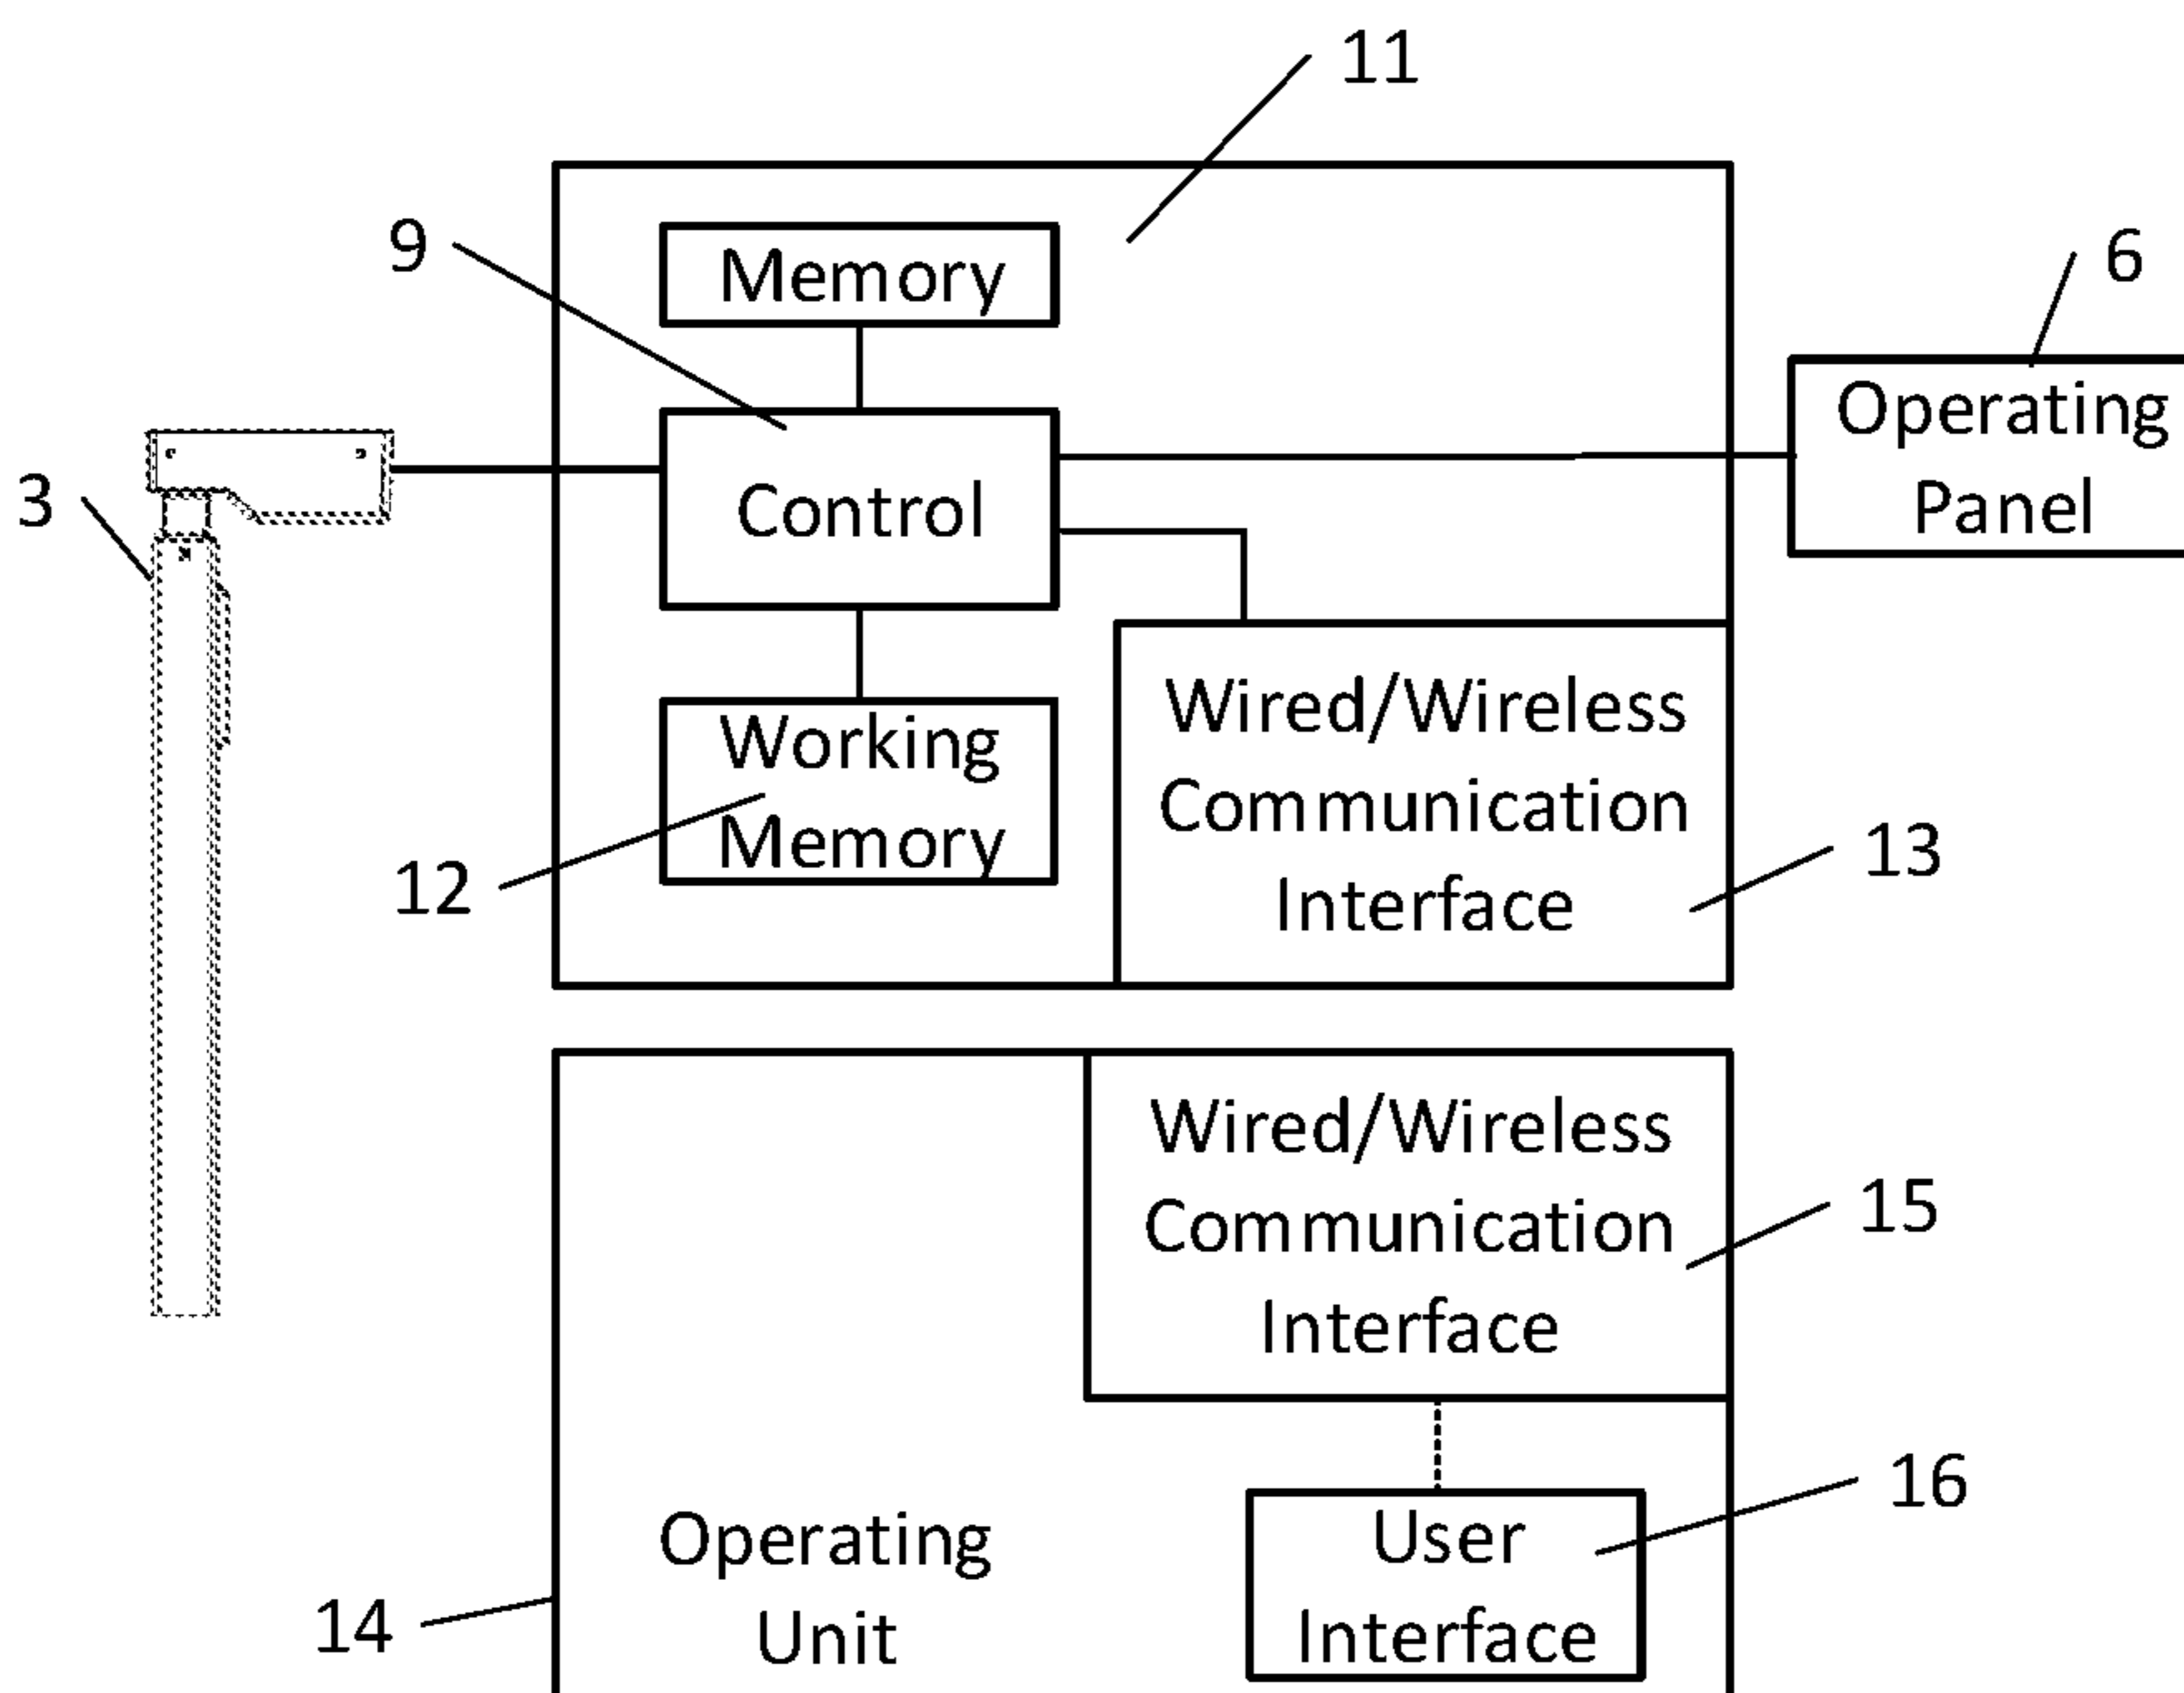 11
9
Memory
6
Operating
Panel
3
Control
Working
Memory
12
Wired/Wireless
Communication
Interface
13
Wired/Wireless
Communication
Interface
15
16
Operating
Unit
14
User
Interface